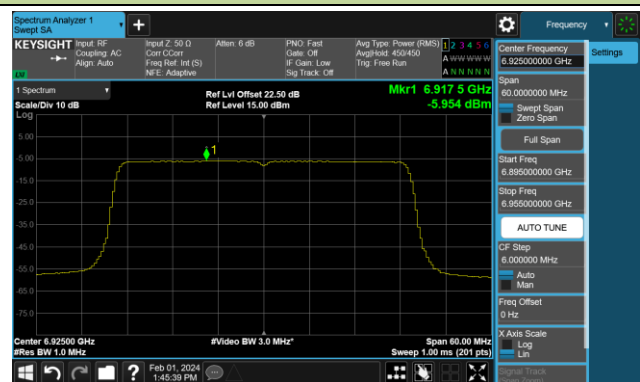 Spectrum Analyzer 1
Swept SA
+
Frequency
KEYSIGHT
Input: RF
Coupling: AC
Align: Auto
Input Z: 50 Ω
Corr CCorr
Freq Ref: Int (S)
NFE: Adaptive
Atten: 6 dB
PNO: Fast
Gate: Off
IF Gain: Low
Sig Track: Off
Avg Type: Power (RMS)
Avg|Hold: 450/450
Trig: Free Run
1 2 3 4 5 6
A W W W W W
A N N N N N
LXI
1 Spectrum
Scale/Div 10 dB
Log
Ref Lvl Offset 22.50 dB
Ref Level 15.00 dBm
Mkr1 6.917 5 GHz
-5.954 dBm
5.00
-5.00
-15.0
-25.0
-35.0
-45.0
-55.0
-65.0
-75.0
1
Center 6.92500 GHz
#Res BW 1.0 MHz
#Video BW 3.0 MHz*
Span 60.00 MHz
Sweep 1.00 ms (201 pts)
Center Frequency
6.925000000 GHz
Settings
Span
60.0000000 MHz
Swept Span
Zero Span
Full Span
Start Freq
6.895000000 GHz
Stop Freq
6.955000000 GHz
AUTO TUNE
CF Step
6.000000 MHz
Auto
Man
Freq Offset
0 Hz
X Axis Scale
Log
Lin
Signal Track
(Span Zoom)
?
Feb 01, 2024
1:45:39 PM